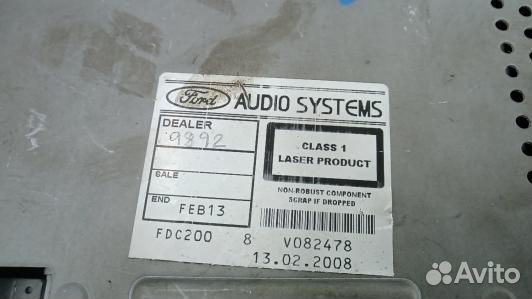 Ford
AUDIO SYSTEMS
DEALER
9892
SALE
END FEB13
CLASS 1
LASER PRODUCT
NON-ROBUST COMPONENT
SCRAP IF DROPPED
FDC200 8 V082478
13.02.2008
Avito